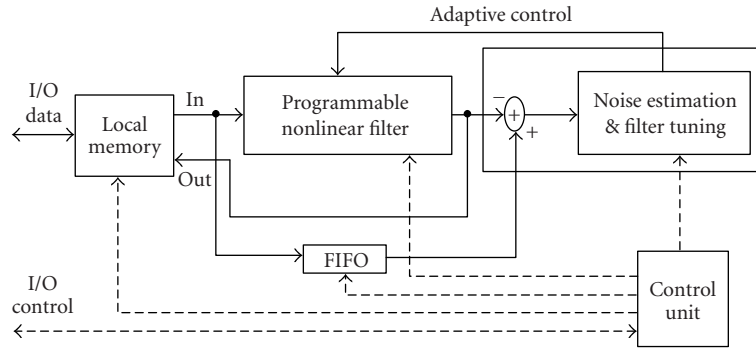 Adaptive control
I/O
data
Local
memory
In
Out
Programmable
nonlinear filter
−
+
+
Noise estimation
& filter tuning
FIFO
I/O
control
Control
unit